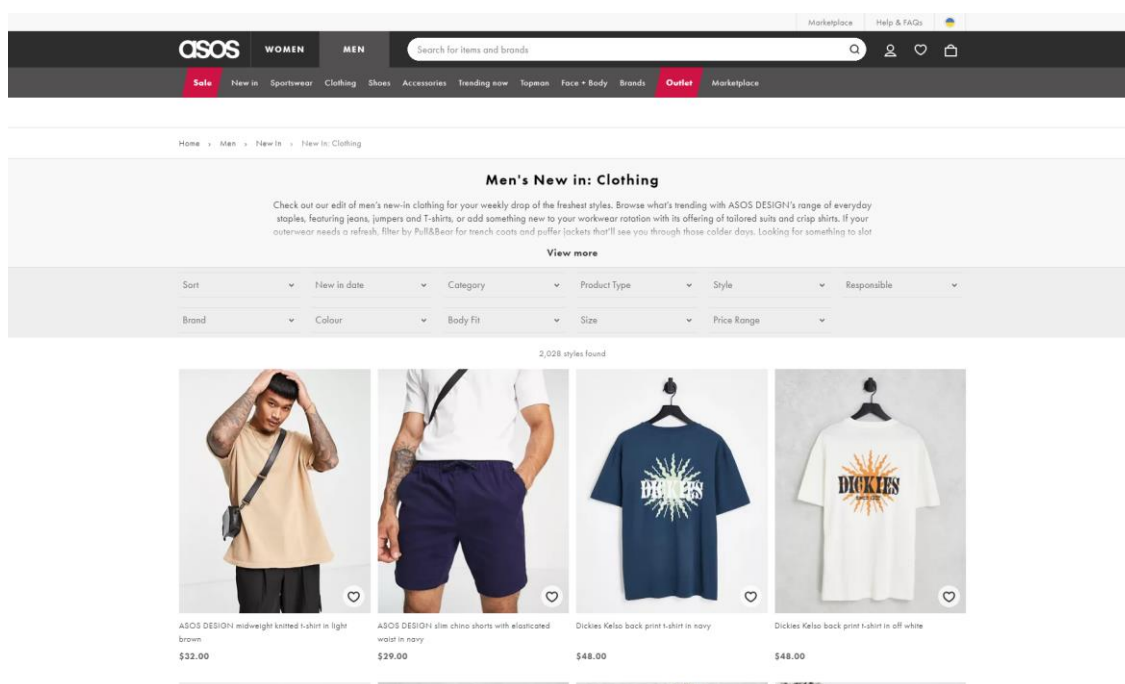 Marketplace
Help & FAQs
asos
WOMEN
MEN
Search for items and brands
Sale
New in
Sportswear
Clothing
Shoes
Accessories
Trending now
Topman
Face + Body
Brands
Outlet
Marketplace
Home › Men › New In › New In: Clothing
Men's New in: Clothing
Check out our edit of men's new-in clothing for your weekly drop of the freshest styles. Browse what's trending with ASOS DESIGN's range of everyday
staples, featuring jeans, jumpers and T-shirts, or add something new to your workwear rotation with its offering of tailored suits and crisp shirts. If your
outerwear needs a refresh, filter by Pull&Bear for trench coats and puffer jackets that'll see you through those colder days. Looking for something to slot
View more
Sort
New in date
Category
Product Type
Style
Responsible
Brand
Colour
Body Fit
Size
Price Range
2,028 styles found
DICKIES
DICKIES
ASOS DESIGN midweight knitted t-shirt in light
brown
$32.00
ASOS DESIGN slim chino shorts with elasticated
waist in navy
$29.00
Dickies Kelso back print t-shirt in navy
$48.00
Dickies Kelso back print t-shirt in off white
$48.00